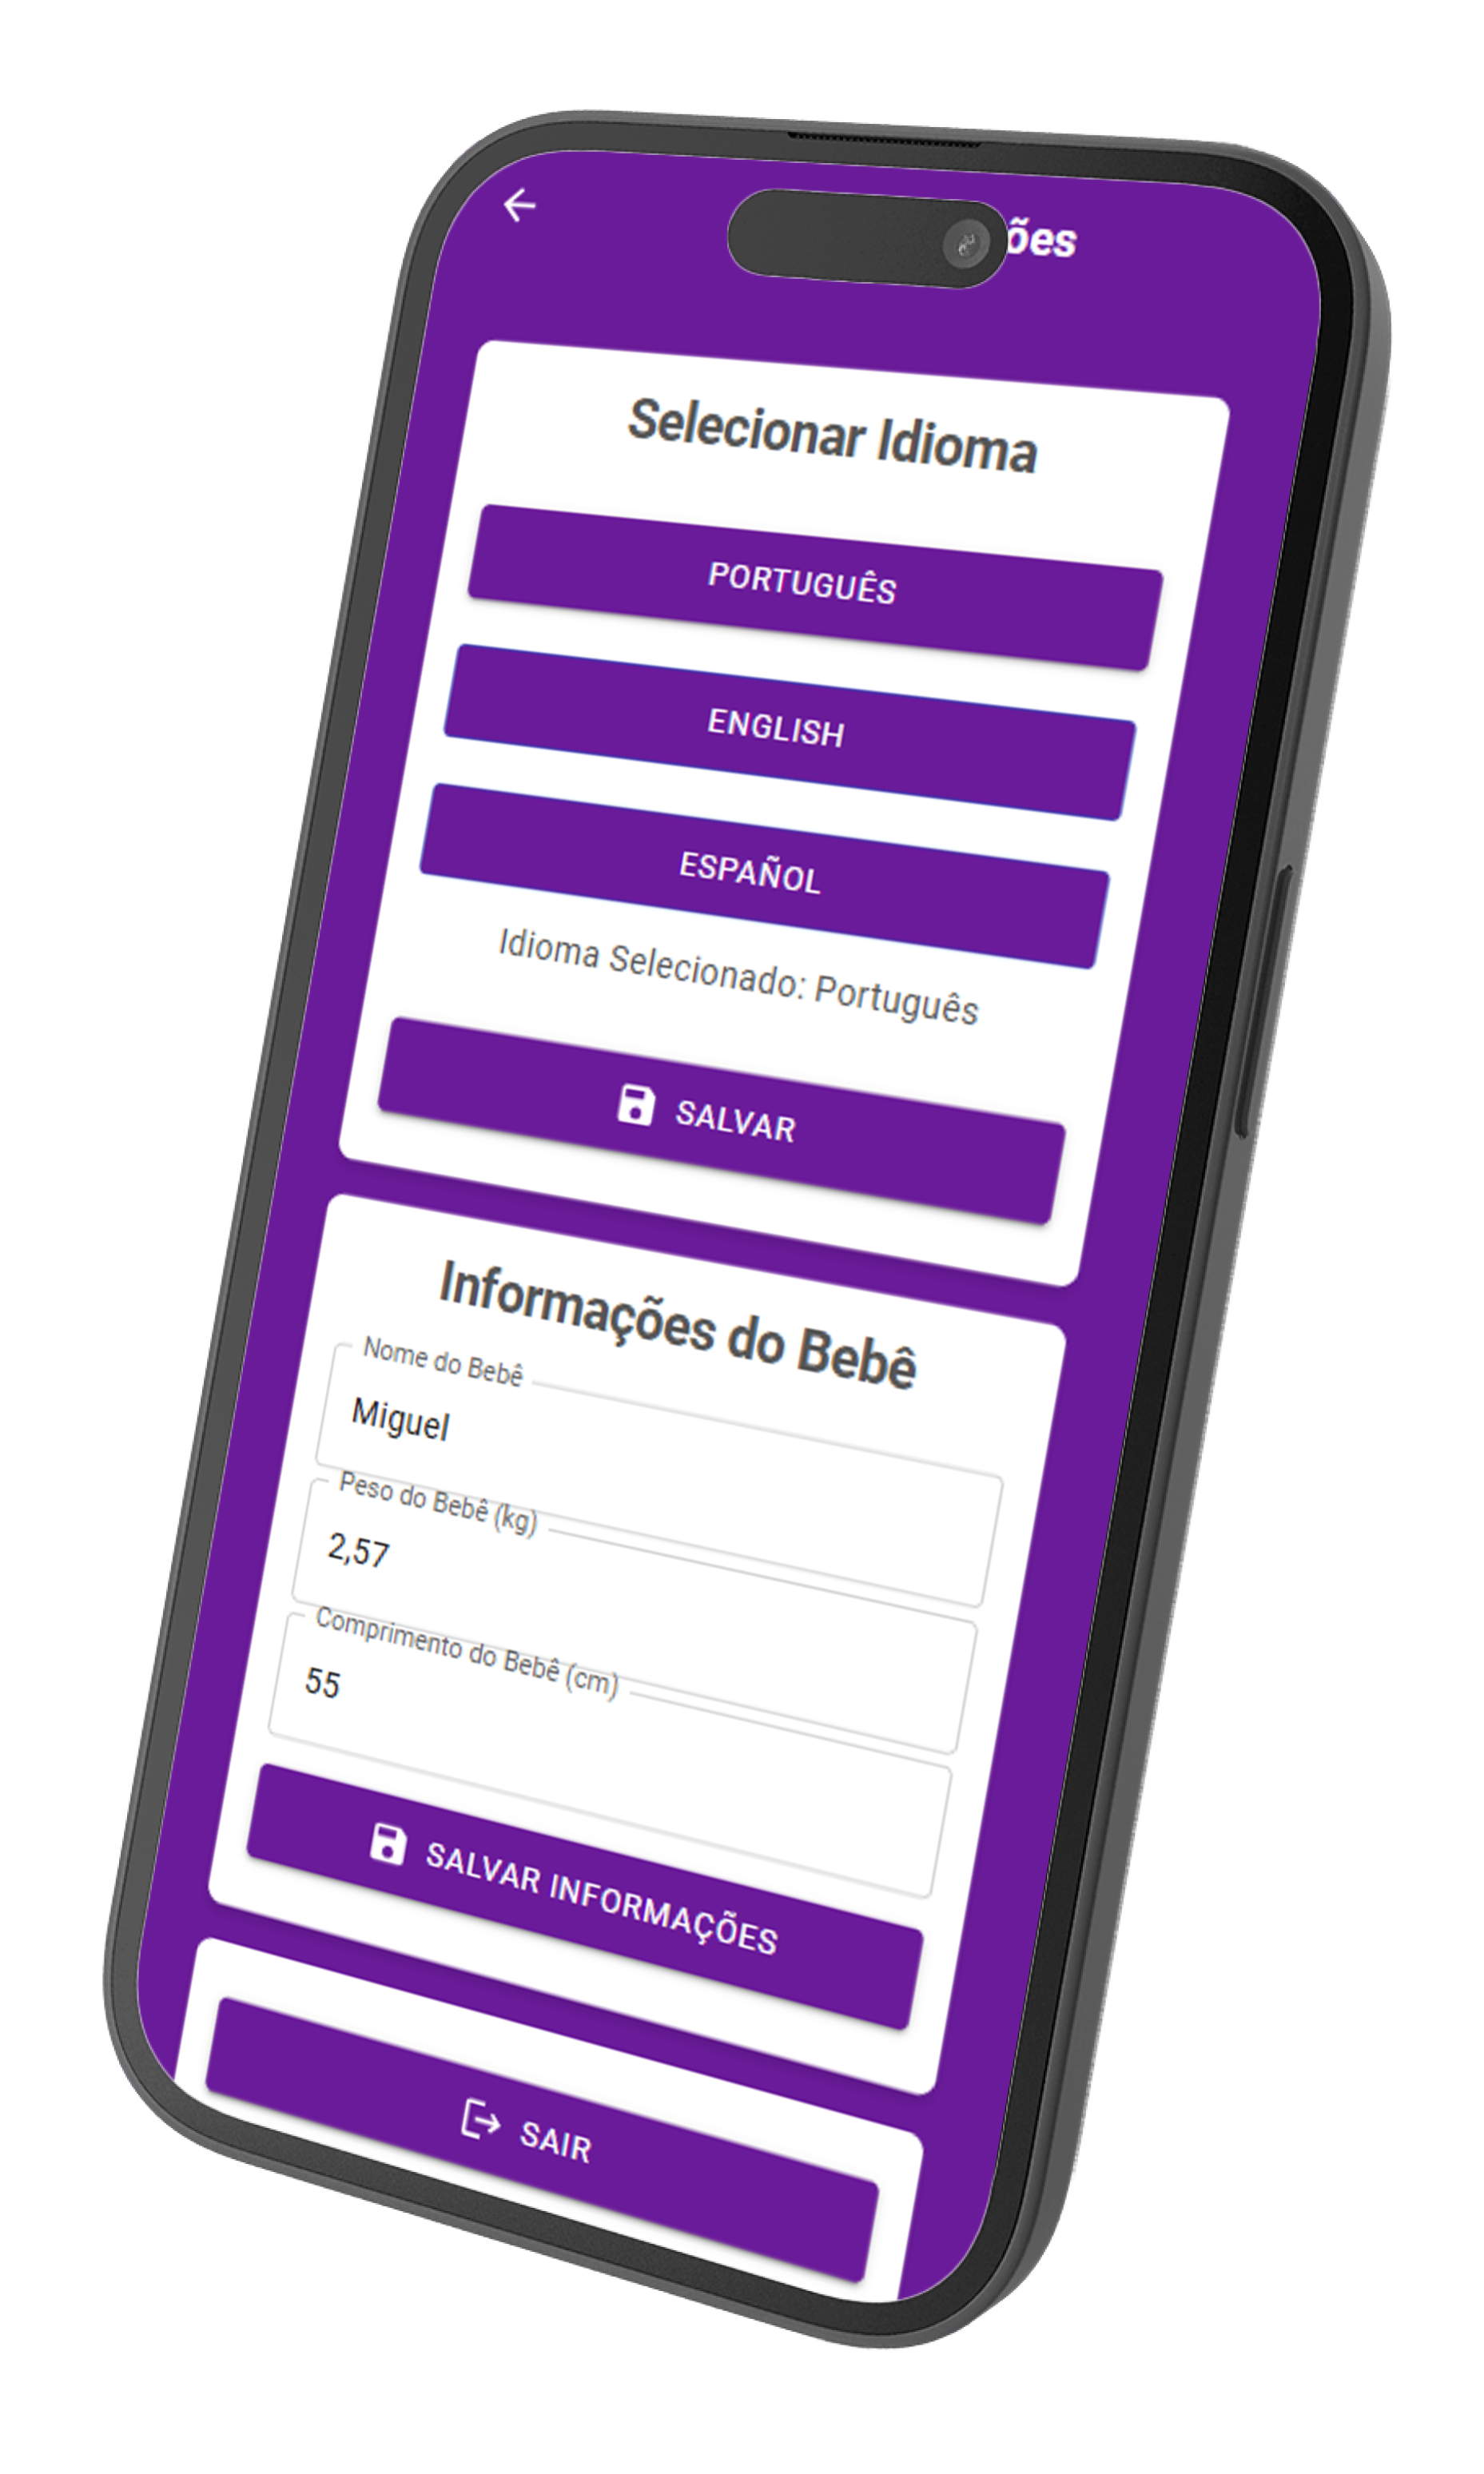 ões
Selecionar Idioma
PORTUGUÊS
ENGLISH
ESPAÑOL
Idioma Selecionado: Português
SALVAR
Informações do Bebê
Nome do Bebê
Miguel
Peso do Bebê (kg)
2,57
Comprimento do Bebê (cm)
55
SALVAR INFORMAÇÕES
SAIR